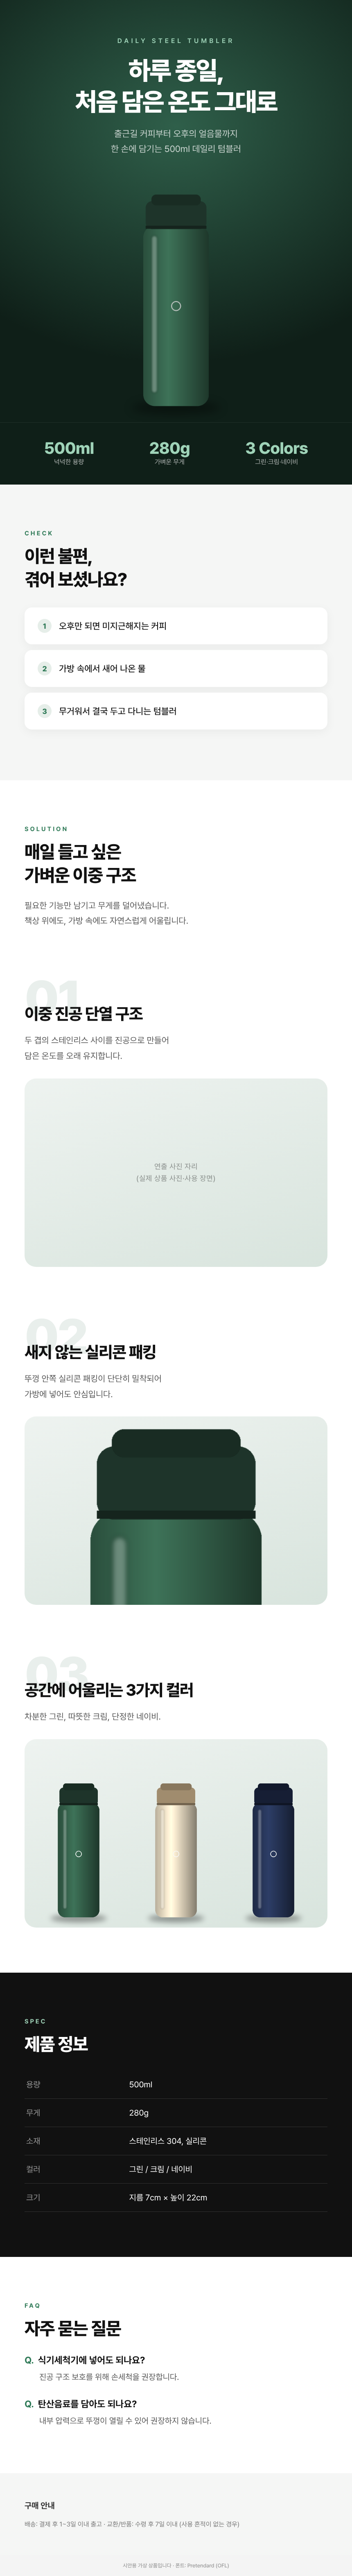 DAILY STEEL TUMBLER
하루 종일,
처음 담은 온도 그대로
출근길 커피부터 오후의 얼음물까지
한 손에 담기는 500ml 데일리 텀블러
500ml
넉넉한 용량
280g
가벼운 무게
3 Colors
그린·크림·네이비
CHECK
이런 불편,
겪어 보셨나요?
1 오후만 되면 미지근해지는 커피
2 가방 속에서 새어 나온 물
3 무거워서 결국 두고 다니는 텀블러
SOLUTION
매일 들고 싶은
가벼운 이중 구조
필요한 기능만 남기고 무게를 덜어냈습니다.
책상 위에도, 가방 속에도 자연스럽게 어울립니다.
01
이중 진공 단열 구조
두 겹의 스테인리스 사이를 진공으로 만들어
담은 온도를 오래 유지합니다.
연출 사진 자리
(실제 상품 사진·사용 장면)
02
새지 않는 실리콘 패킹
뚜껑 안쪽 실리콘 패킹이 단단히 밀착되어
가방에 넣어도 안심입니다.
03
공간에 어울리는 3가지 컬러
차분한 그린, 따뜻한 크림, 단정한 네이비.
SPEC
제품 정보
용량 500ml
무게 280g
소재 스테인리스 304, 실리콘
컬러 그린 / 크림 / 네이비
크기 지름 7cm × 높이 22cm
FAQ
자주 묻는 질문
Q. 식기세척기에 넣어도 되나요?
진공 구조 보호를 위해 손세척을 권장합니다.
Q. 탄산음료를 담아도 되나요?
내부 압력으로 뚜껑이 열릴 수 있어 권장하지 않습니다.
구매 안내
배송: 결제 후 1~3일 이내 출고 · 교환/반품: 수령 후 7일 이내 (사용 흔적이 없는 경우)
시안용 가상 상품입니다 · 폰트: Pretendard (OFL)